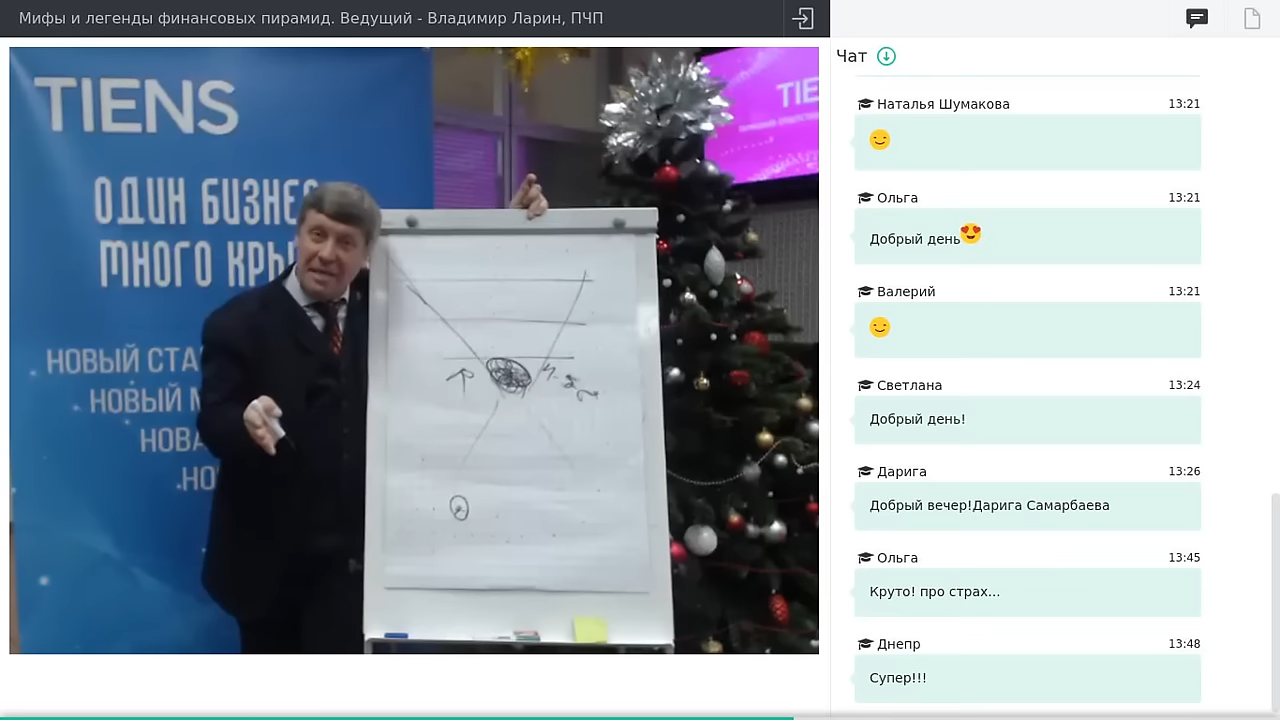 Мифы и легенды финансовых пирамид. Ведущий - Владимир Ларин, ПЧП
TIENS
ОДИН БИЗНЕС
МНОГО КРЫ
НОВЫЙ СТА
НОВЫЙ
НОВА
НО
TIE
Чат
Наталья Шумакова 13:21
😊
Ольга 13:21
Добрый день😍
Валерий 13:21
😊
Светлана 13:24
Добрый день!
Дарига 13:26
Добрый вечер!Дарига Самарбаева
Ольга 13:45
Круто! про страх...
Днепр 13:48
Супер!!!